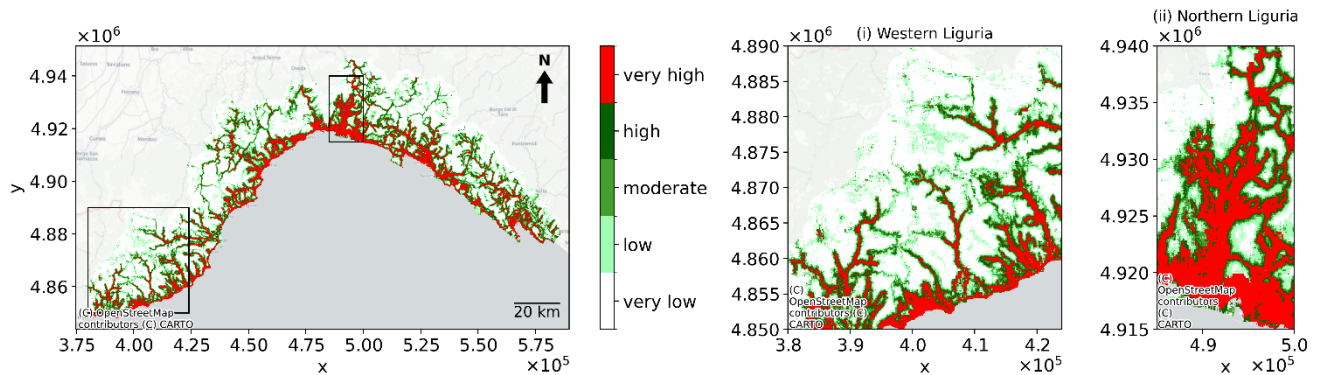 ×10⁶
4.94
4.92
4.90
4.88
4.86
y
N
20 km
(C) OpenStreetMap
contributors (C) CARTO
3.75
4.00
4.25
4.50
4.75
5.00
5.25
5.50
5.75
×10⁵
x
very high
high
moderate
low
very low
(i) Western Liguria
×10⁶
4.890
4.885
4.880
4.875
4.870
4.865
4.860
4.855
4.850
(C)
OpenStreetMap
contributors (C)
CARTO
3.8
3.9
4.0
4.1
4.2
×10⁵
x
(ii) Northern Liguria
×10⁶
4.940
4.935
4.930
4.925
4.920
4.915
(C)
OpenStreetMap
contributors
(C)
CARTO
4.9
5.0
×10⁵
x